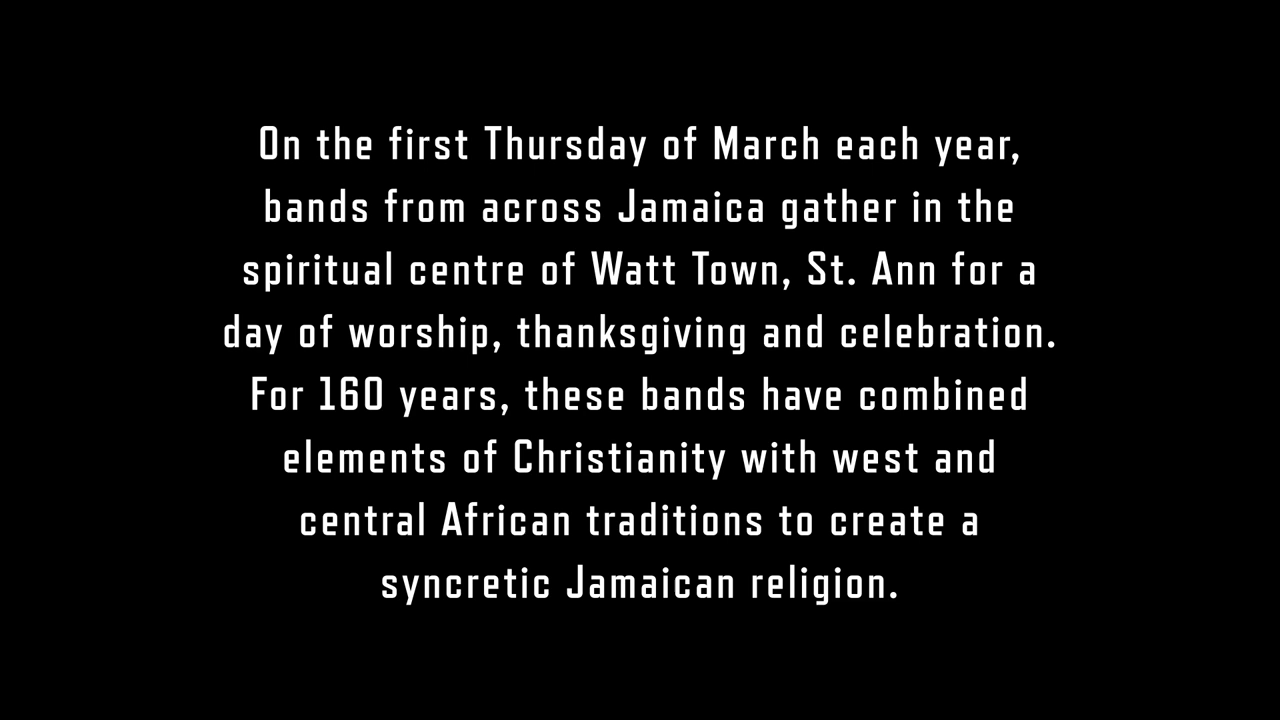 On the first Thursday of March each year,
bands from across Jamaica gather in the
spiritual centre of Watt Town, St. Ann for a
day of worship, thanksgiving and celebration.
For 160 years, these bands have combined
elements of Christianity with west and
central African traditions to create a
syncretic Jamaican religion.